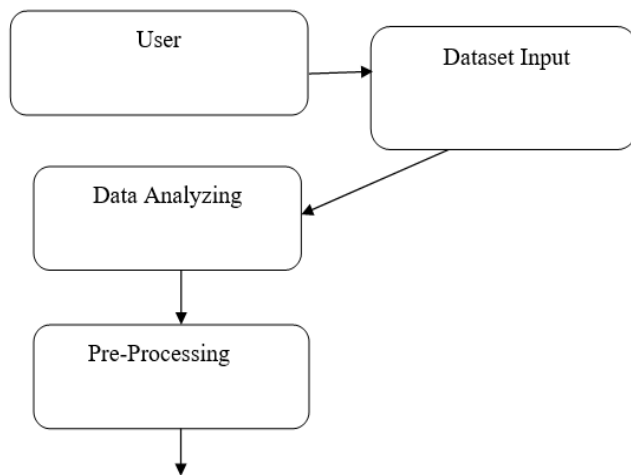 User
Dataset Input
Data Analyzing
Pre-Processing